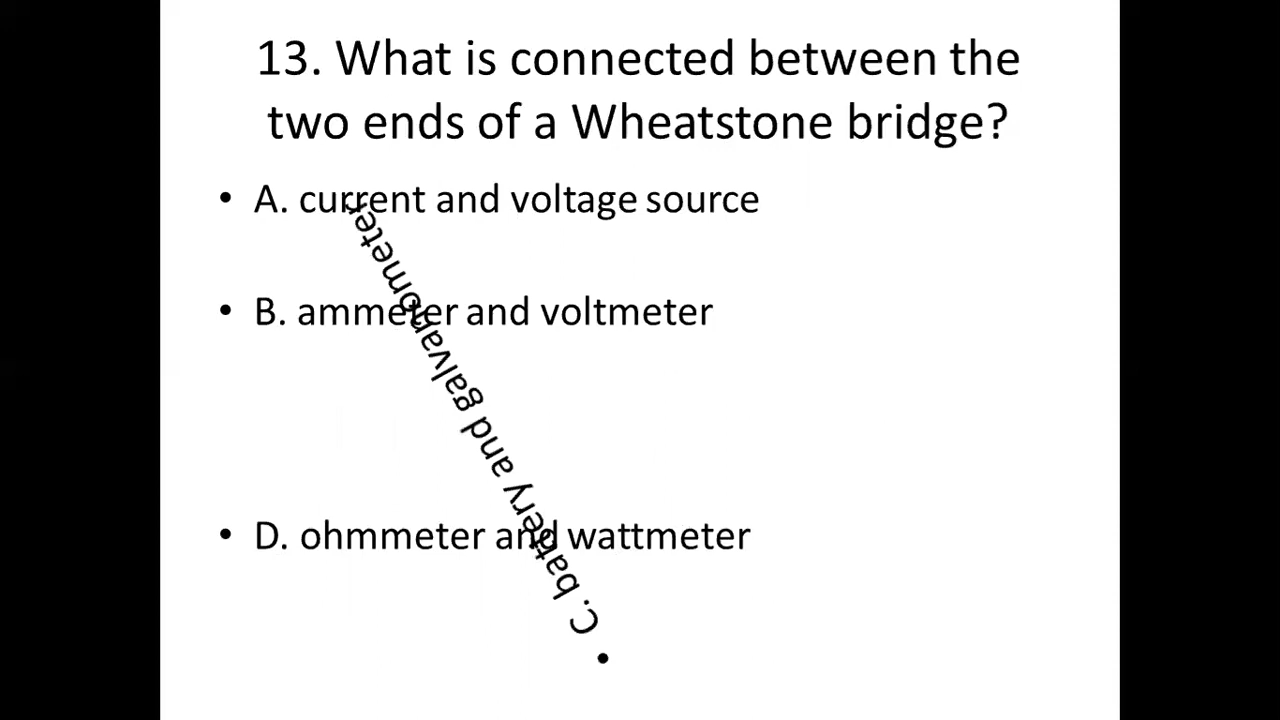 13. What is connected between the
two ends of a Wheatstone bridge?
• A. current and voltage source
• B. ammeter and voltmeter
• C. battery and galvanometer
• D. ohmmeter and wattmeter